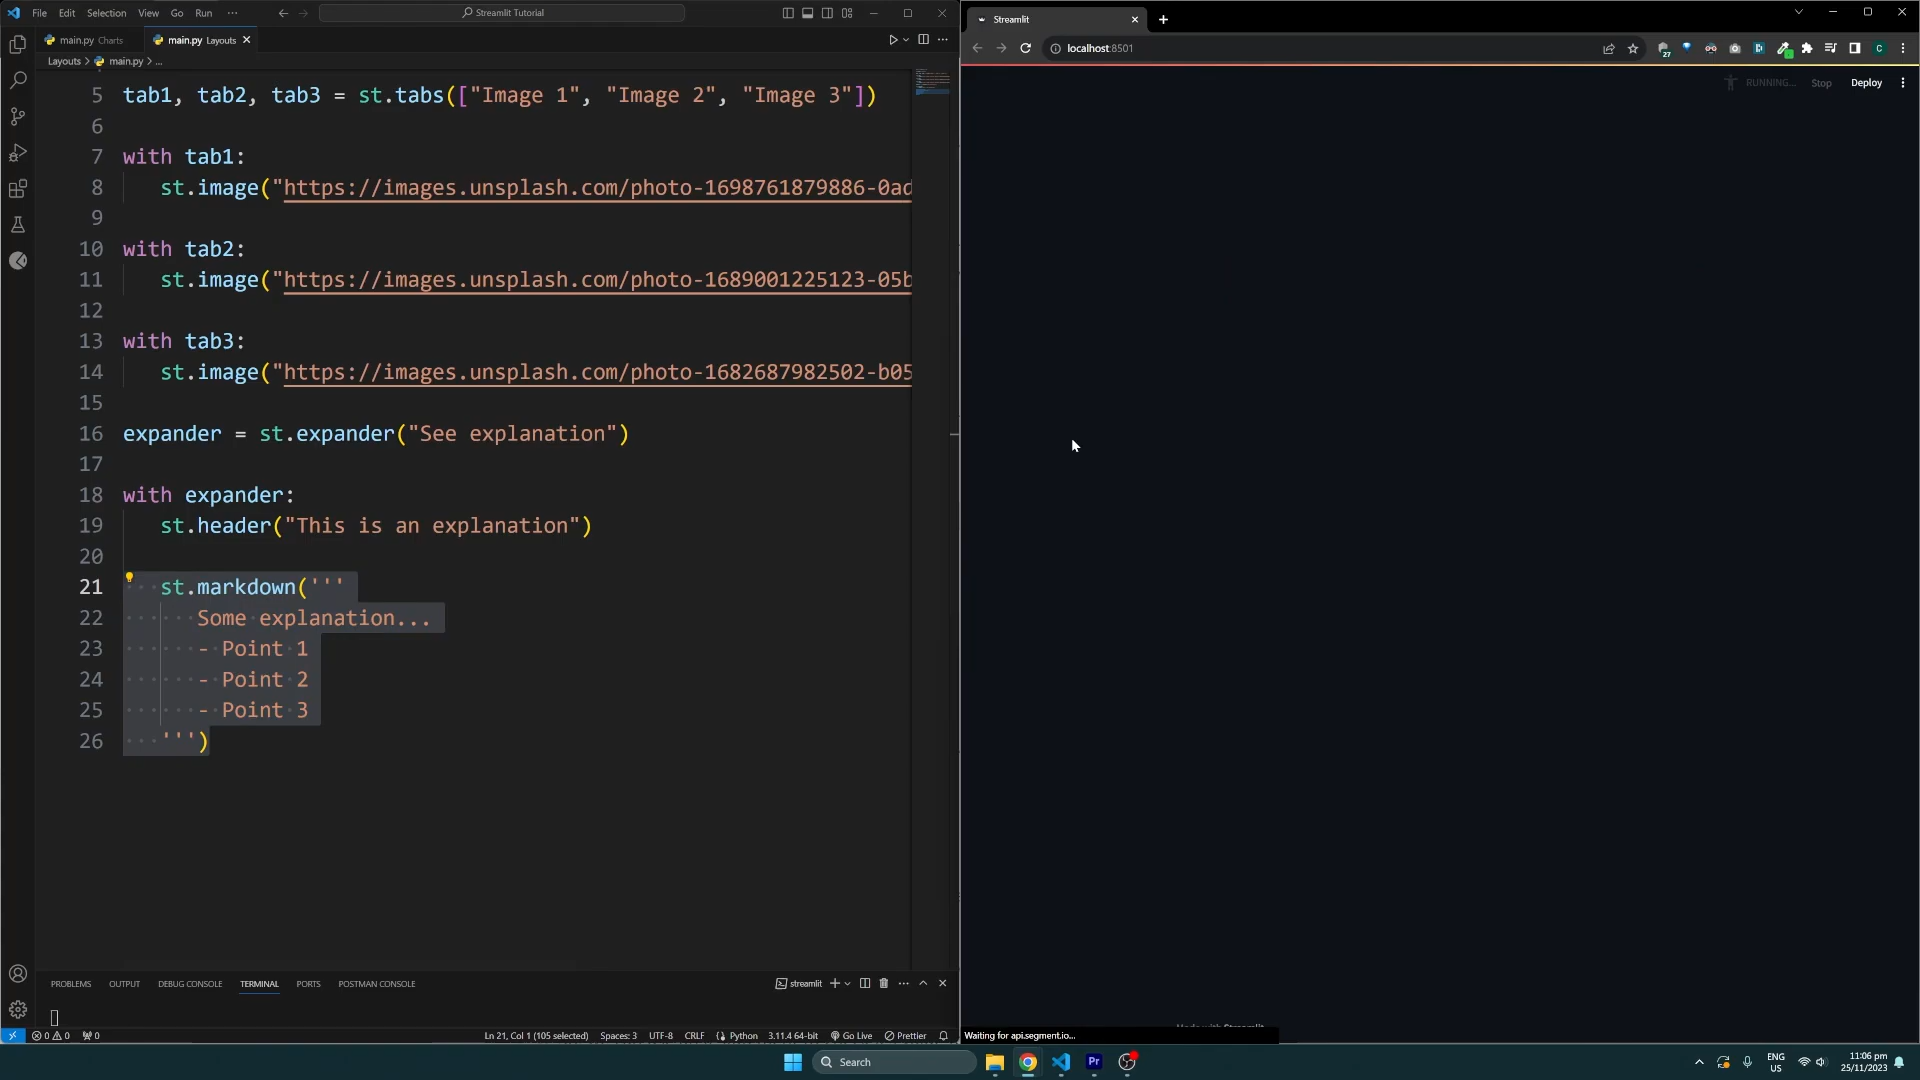 File Edit Selection View Go Run ··· Streamlit Tutorial
main.py Charts main.py Layouts
Layouts > main.py > ...
5 tab1, tab2, tab3 = st.tabs(["Image 1", "Image 2", "Image 3"])
6
7 with tab1:
8 st.image("https://images.unsplash.com/photo-1698761879886-0ad
9
10 with tab2:
11 st.image("https://images.unsplash.com/photo-1689001225123-05b
12
13 with tab3:
14 st.image("https://images.unsplash.com/photo-1682687982502-b05
15
16 expander = st.expander("See explanation")
17
18 with expander:
19 st.header("This is an explanation")
20
21 st.markdown('''
22 Some explanation...
23 - Point 1
24 - Point 2
25 - Point 3
26 ''')
PROBLEMS OUTPUT DEBUG CONSOLE TERMINAL PORTS POSTMAN CONSOLE streamlit
0 0 0 Ln 21, Col 1 (105 selected) Spaces: 3 UTF-8 CRLF Python 3.11.4 64-bit Go Live Prettier
Streamlit
localhost:8501
27
C
RUNNING... Stop Deploy
Made with Streamlit
Waiting for api.segment.io...
Search
Pr
ENG
US
11:06 pm
25/11/2023